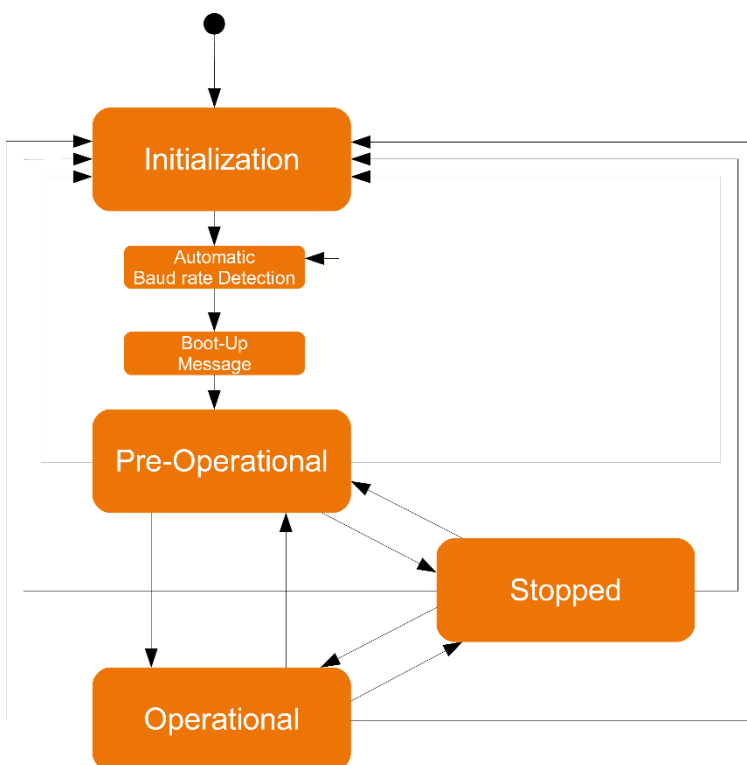 Initialization
Automatic
Baud rate Detection
Boot-Up
Message
Pre-Operational
Stopped
Operational